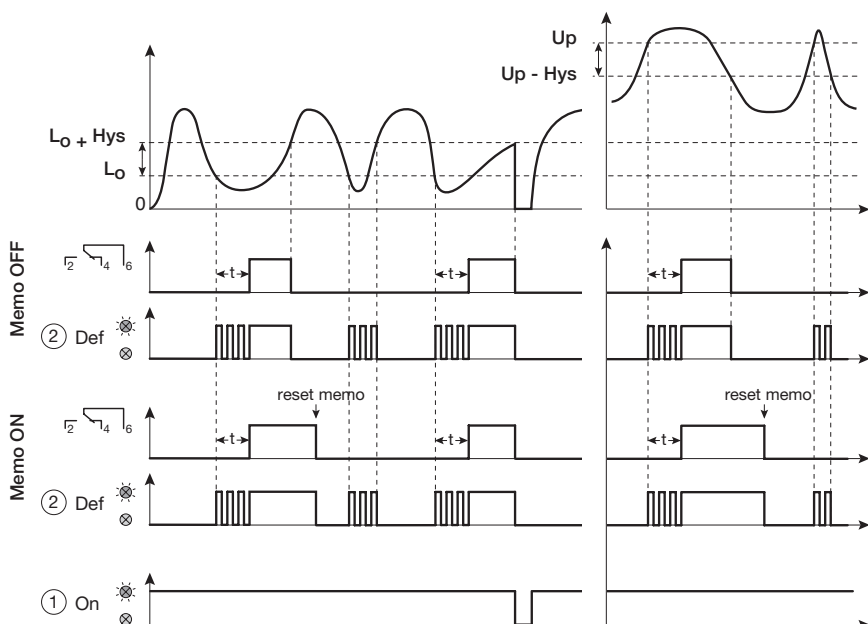 Up
Up - Hys
Lo + Hys
Lo
0
Memo OFF
2 4 6
t t t
2 Def
Memo ON
reset memo reset memo
2 4 6
t t t
2 Def
1 On